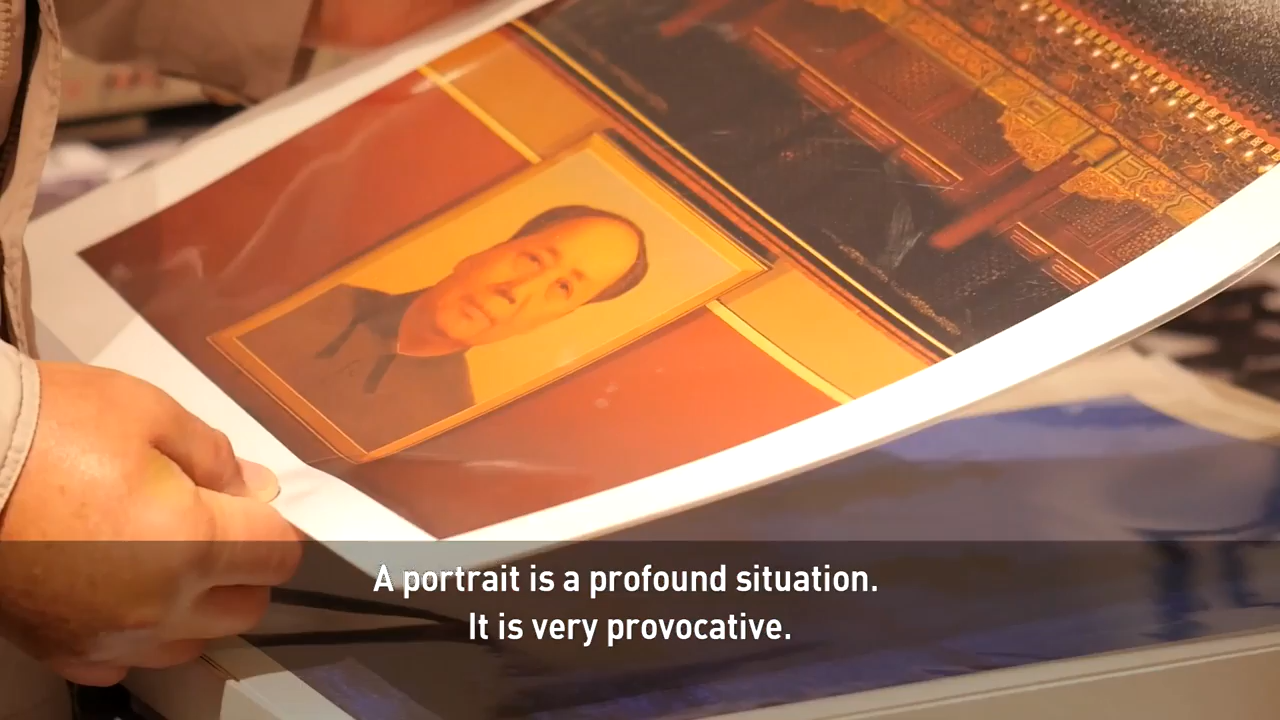 A portrait is a profound situation.
It is very provocative.